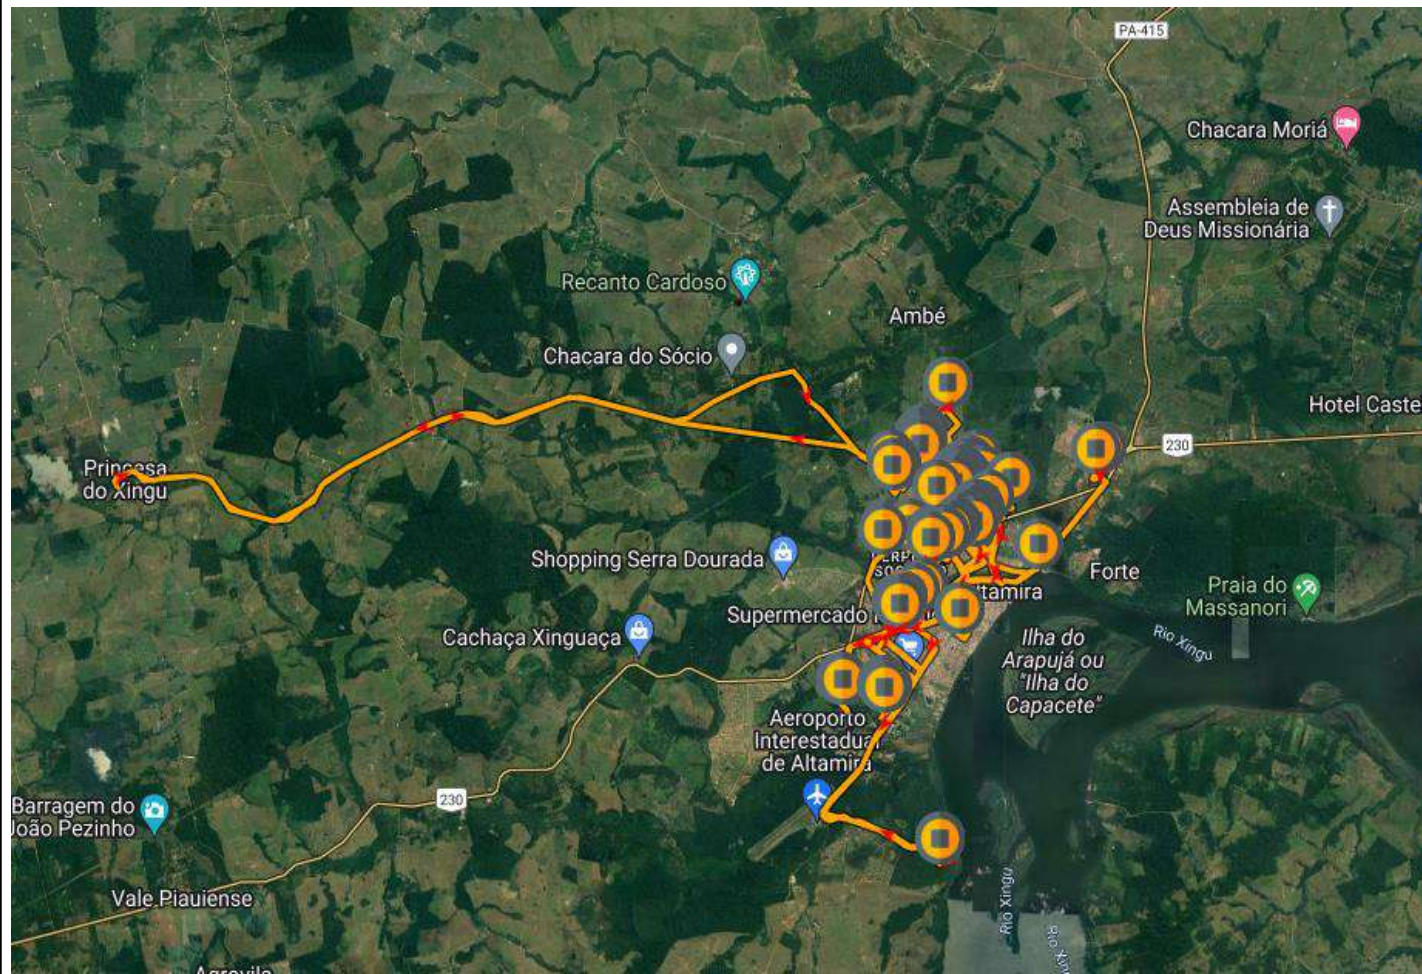 PA-415
Chacara Moriá
Assembleia de
Deus Missionária
Recanto Cardoso
Ambé
Chacara do Sócio
Hotel Caste
230
Princesa
do Xingu
Shopping Serra Dourada
Forte
Praia do
Massanori
Supermercado
ltamira
Cachaça Xinguaça
Rio Xingu
Ilha do
Arapujá ou
"Ilha do
Capacete"
Aeroporto
Interestadual
de Altamira
230
Barragem do
João Pezinho
Vale Piauiense
Rio Xingu